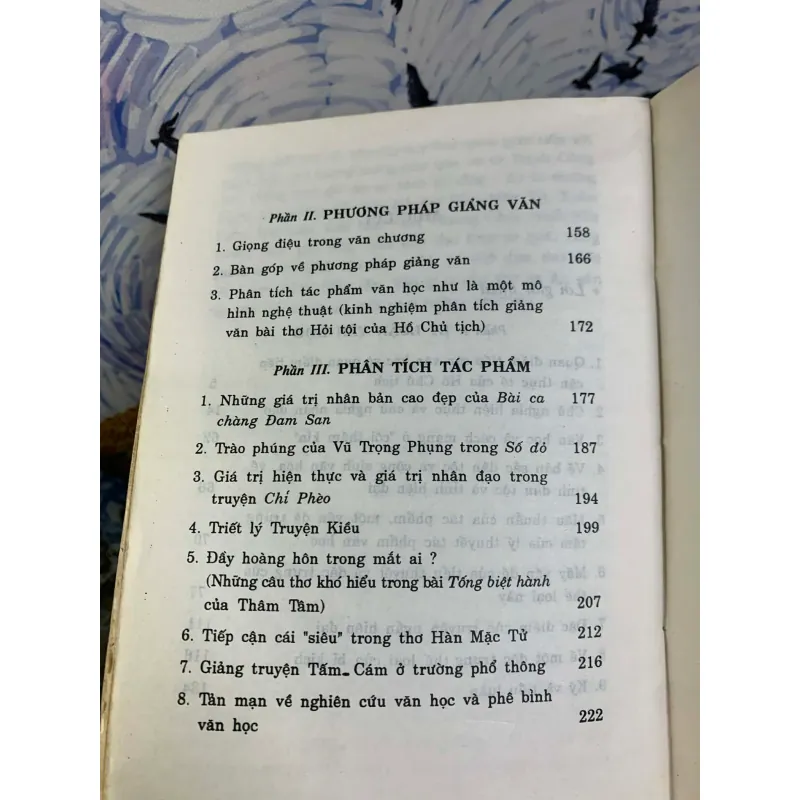 Phần II. PHƯƠNG PHÁP GIẢNG VĂN
1. Giọng điệu trong văn chương 158
2. Bàn góp về phương pháp giảng văn 166
3. Phân tích tác phẩm văn học như là một mô
hình nghệ thuật (kinh nghiệm phân tích giảng
văn bài thơ Hỏi tội của Hồ Chủ tịch) 172
Phần III. PHÂN TÍCH TÁC PHẨM
1. Những giá trị nhân bản cao đẹp của Bài ca 177
chàng Đam San
2. Trào phúng của Vũ Trọng Phụng trong Số đỏ 187
3. Giá trị hiện thực và giá trị nhân đạo trong
truyện Chí Phèo 194
4. Triết lý Truyện Kiều 199
5. Đầy hoàng hôn trong mắt ai ?
(Những câu thơ khó hiểu trong bài Tống biệt hành
của Thâm Tâm) 207
6. Tiếp cận cái "siêu" trong thơ Hàn Mặc Tử 212
7. Giảng truyện Tấm - Cám ở trường phổ thông 216
8. Tản mạn về nghiên cứu văn học và phê bình
văn học 222